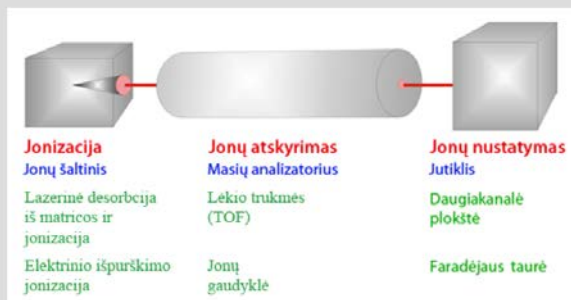 Jonizacija
Jonų šaltinis
Lazerinė desorbcija
iš matricos ir
jonizacija
Elektrinio išpurškimo
jonizacija
Jonų atskyrimas
Masių analizatorius
Lėkio trukmės
(TOF)
Jonų
gaudyklė
Jonų nustatymas
Jutiklis
Daugiakanalė
plokštė
Faradėjaus taurė